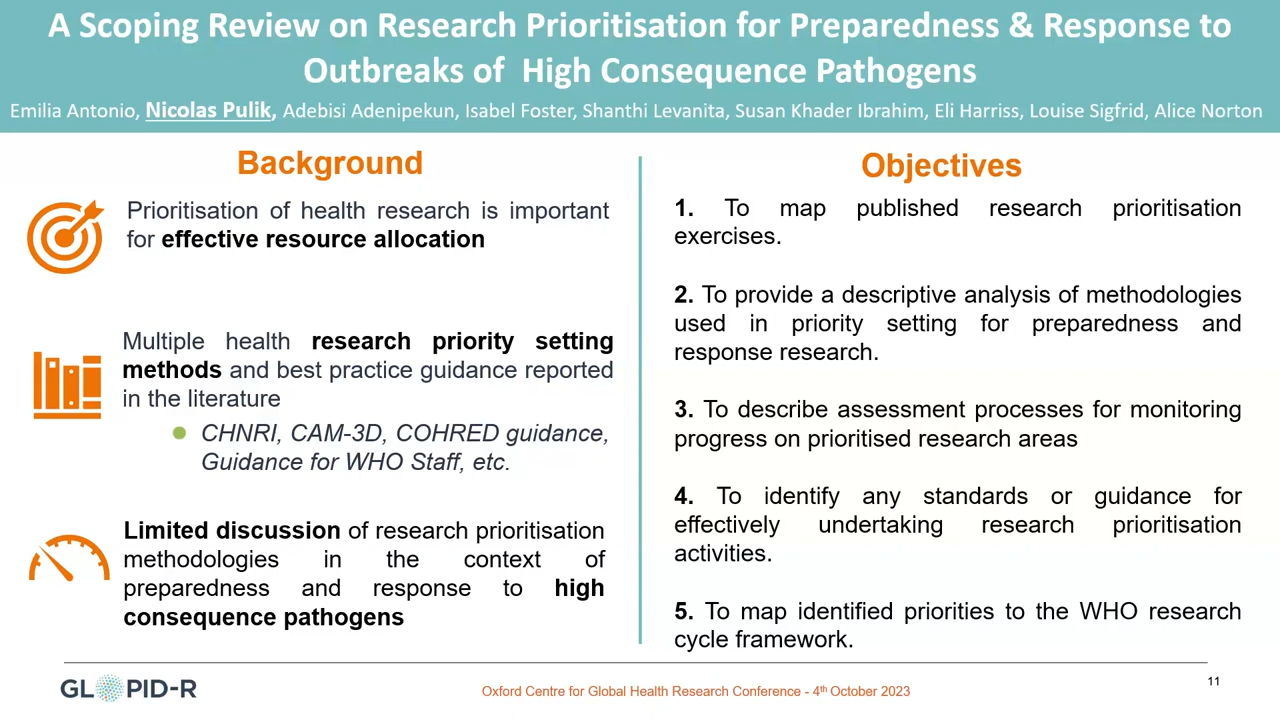 A Scoping Review on Research Prioritisation for Preparedness & Response to
Outbreaks of High Consequence Pathogens
Emilia Antonio, Nicolas Pulik, Adebisi Adenipekun, Isabel Foster, Shanthi Levanita, Susan Khader Ibrahim, Eli Harriss, Louise Sigfrid, Alice Norton
Background
Prioritisation of health research is important
for effective resource allocation
Multiple health research priority setting
methods and best practice guidance reported
in the literature
CHNRI, CAM-3D, COHRED guidance,
Guidance for WHO Staff, etc.
Limited discussion of research prioritisation
methodologies in the context of
preparedness and response to high
consequence pathogens
Objectives
1. To map published research prioritisation
exercises.
2. To provide a descriptive analysis of methodologies
used in priority setting for preparedness and
response research.
3. To describe assessment processes for monitoring
progress on prioritised research areas
4. To identify any standards or guidance for
effectively undertaking research prioritisation
activities.
5. To map identified priorities to the WHO research
cycle framework.
GLOPID-R
Oxford Centre for Global Health Research Conference - 4th October 2023
11